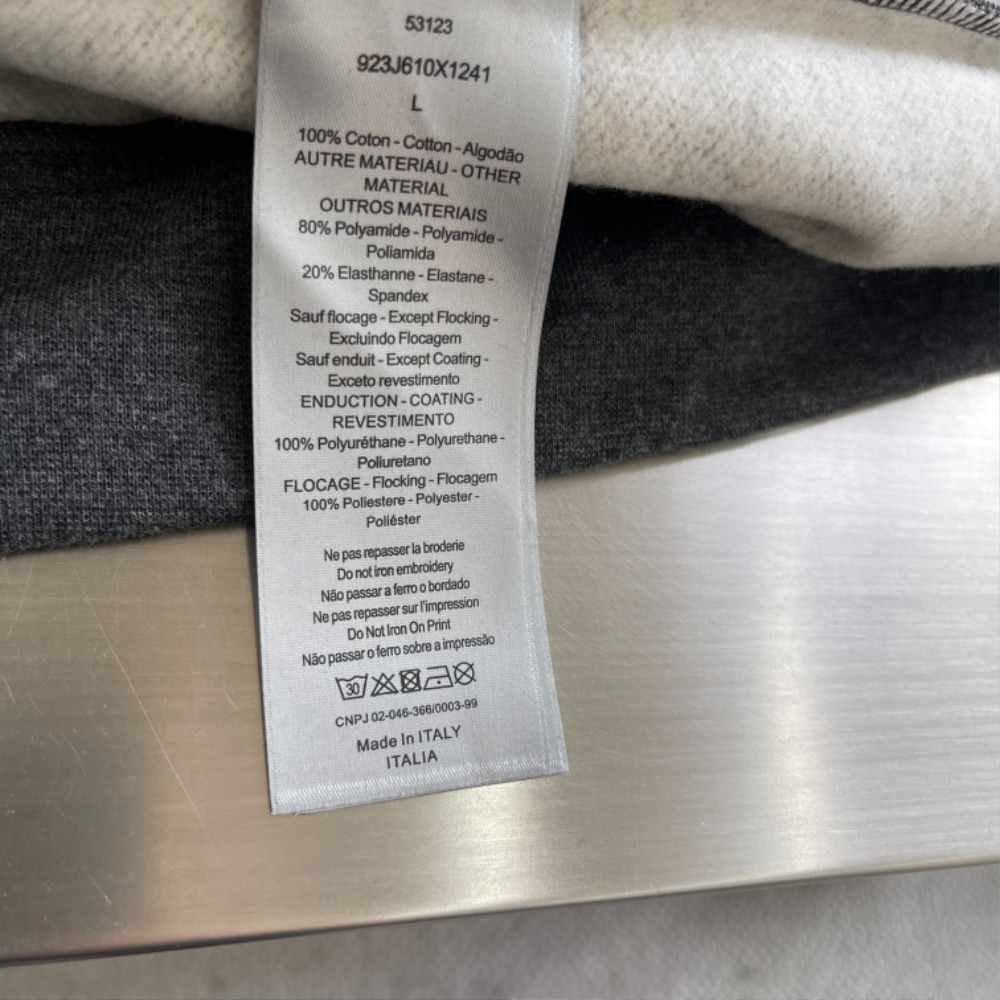 53123
923J610X1241
L
100% Coton - Cotton - Algodão
AUTRE MATERIAU - OTHER
MATERIAL
OUTROS MATERIAIS
80% Polyamide - Polyamide -
Poliamida
20% Elasthanne - Elastane -
Spandex
Sauf flocage - Except Flocking -
Excluindo Flocagem
Sauf enduit - Except Coating -
Exceto revestimento
ENDUCTION - COATING -
REVESTIMENTO
100% Polyuréthane - Polyurethane -
Poliuretano
FLOCAGE - Flocking - Flocagem
100% Poliestere - Polyester -
Poliéster
Ne pas repasser la broderie
Do not iron embroidery
Não passar a ferro o bordado
Ne pas repasser sur l'impression
Do Not Iron On Print
Não passar o ferro sobre a impressão
30
CNPJ 02-046-366/0003-99
Made In ITALY
ITALIA